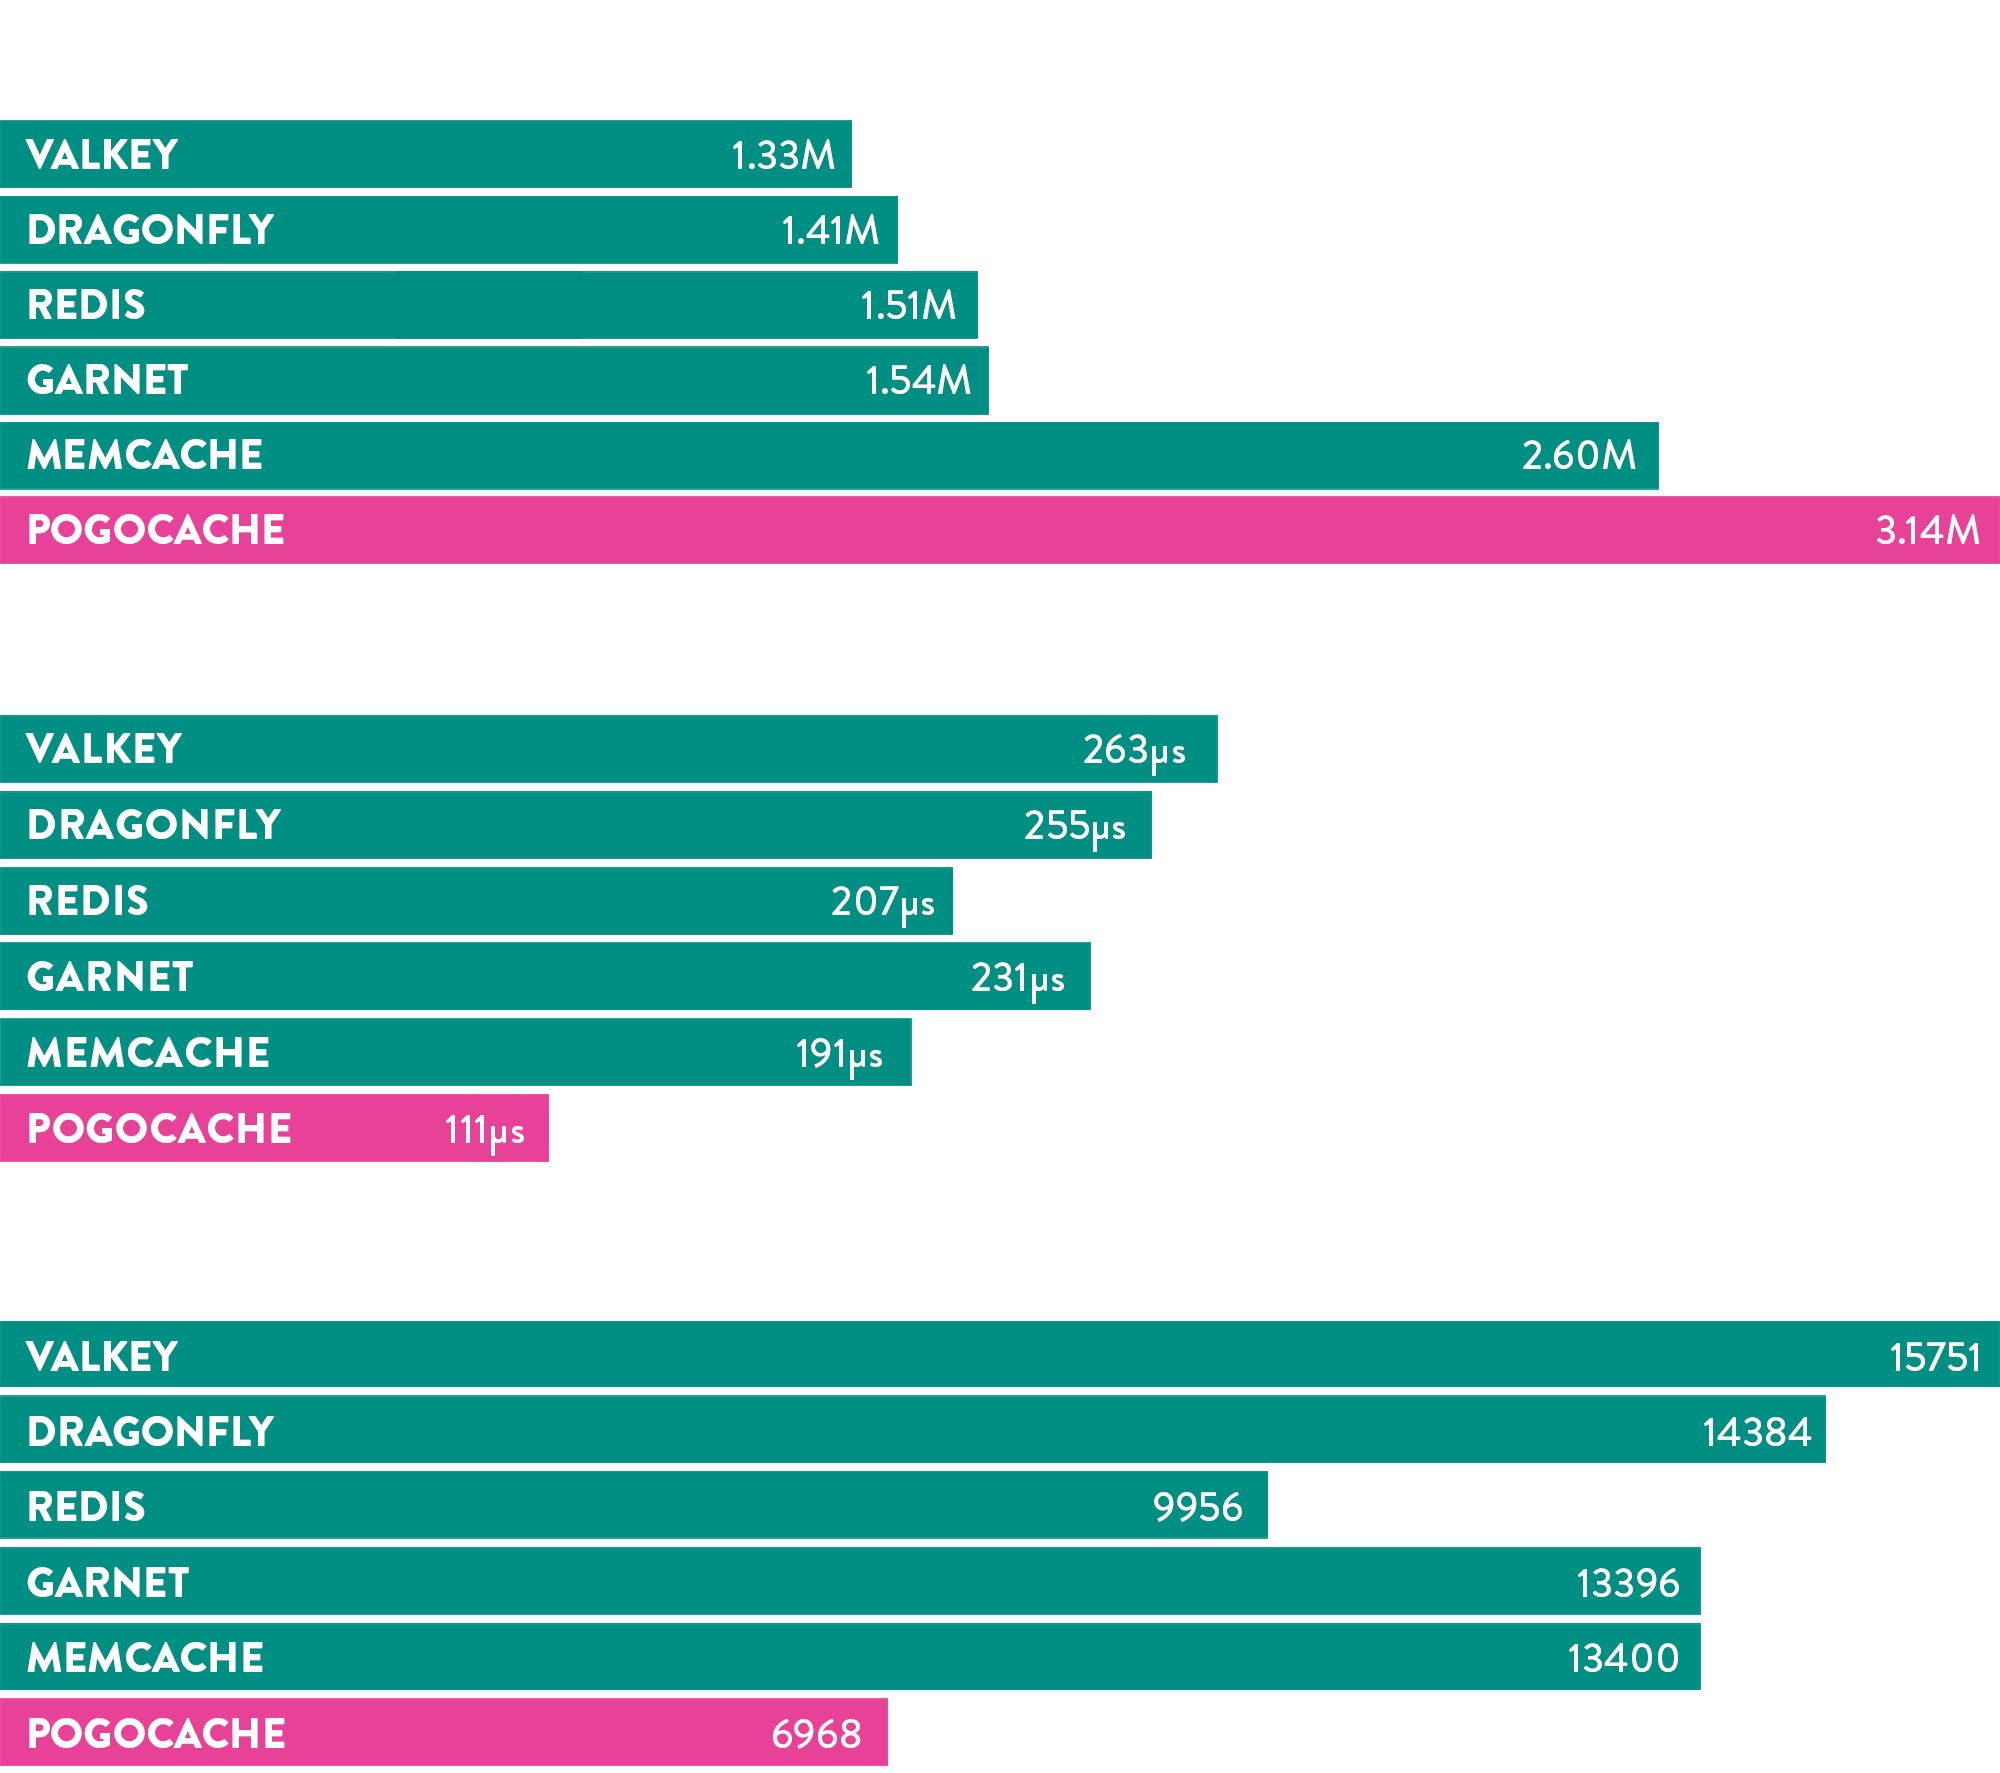 VALKEY 1.33M
DRAGONFLY 1.41M
REDIS 1.51M
GARNET 1.54M
MEMCACHE 2.60M
POGOCACHE 3.14M
VALKEY 263µs
DRAGONFLY 255µs
REDIS 207µs
GARNET 231µs
MEMCACHE 191µs
POGOCACHE 111µs
VALKEY 15751
DRAGONFLY 14384
REDIS 9956
GARNET 13396
MEMCACHE 13400
POGOCACHE 6968